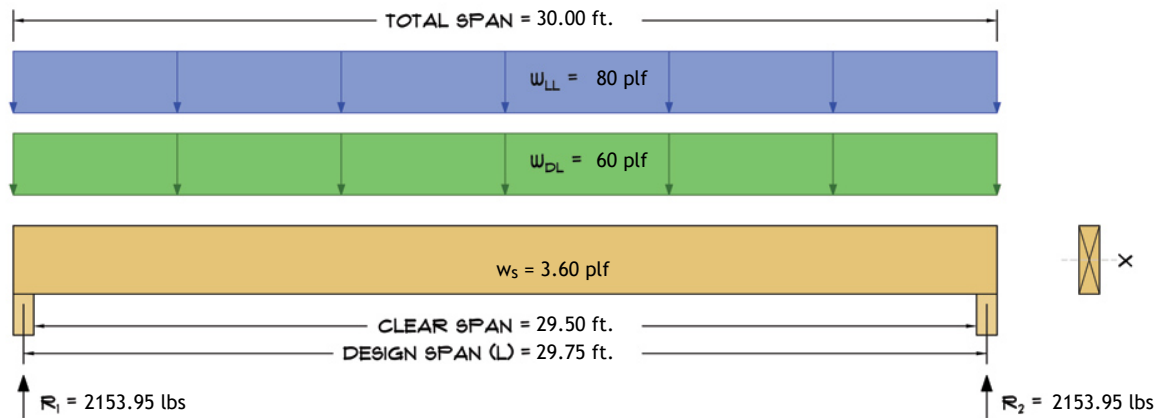 TOTAL SPAN = 30.00 ft.
WLL = 80 plf
WDL = 60 plf
ws = 3.60 plf
X
CLEAR SPAN = 29.50 ft.
DESIGN SPAN (L) = 29.75 ft.
R1 = 2153.95 lbs
R2 = 2153.95 lbs